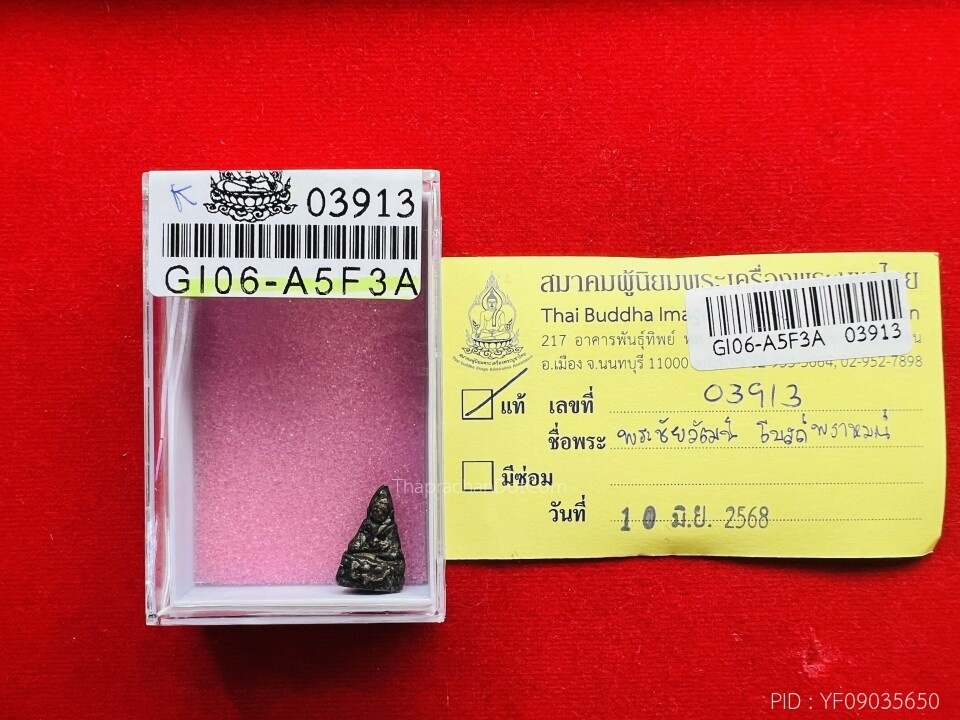 03913
GI06-A5F3A
สมาคมผู้นิยมพระเครื่องพระบูชาไทย
Thai Buddha Ima
217 อาคารพันธุ์ทิพย์
อ.เมือง จ.นนทบุรี 11000 02-952-7898
GI06-A5F3A 03913
แท้ เลขที่ 03913
ชื่อพระ พระชัยวัฒน์ โบสถ์พราหมณ์
มีซ่อม
วันที่ 10 มิ.ย. 2568
Thaprachan.com
PID : YF09035650